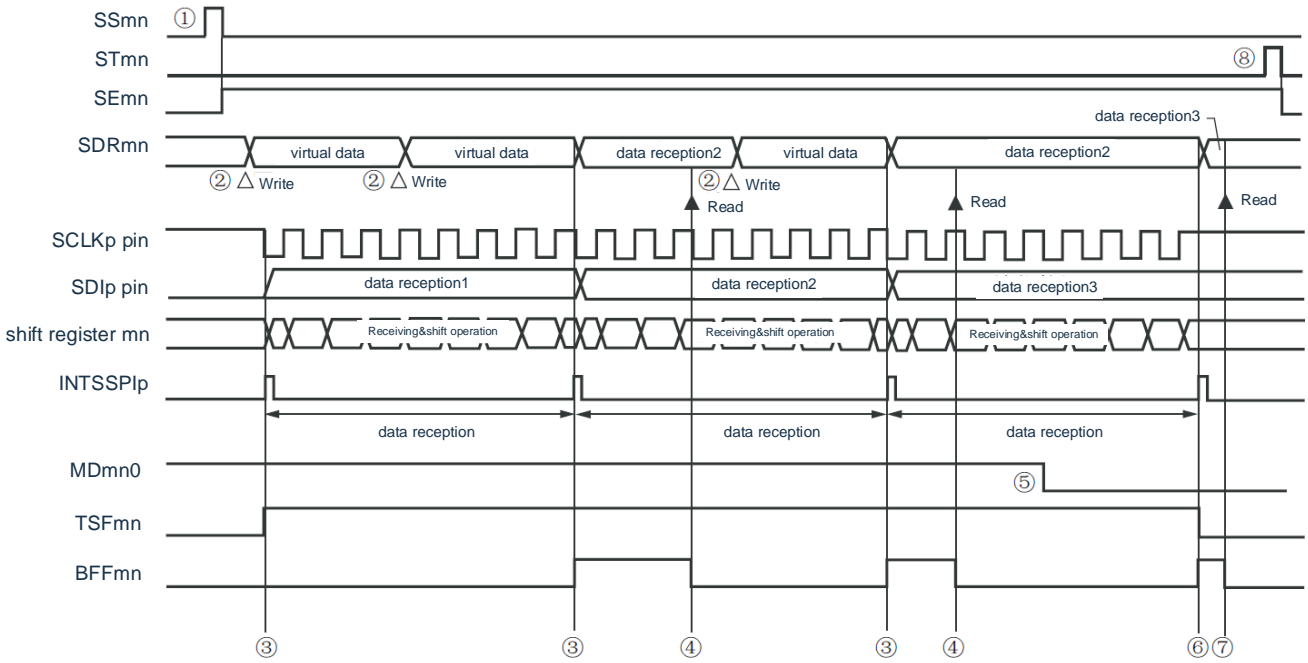 SSmn ①
STmn ⑧
SEmn
data reception3
SDRmn virtual data virtual data data reception2 virtual data data reception2
② △ Write ② △ Write ② △ Write
Read Read Read
SCLKp pin
SDIp pin data reception1 data reception2 data reception3
shift register mn Receiving&shift operation Receiving&shift operation Receiving&shift operation
INTSSPIp
data reception data reception data reception
MDmn0
⑤
TSFmn
BFFmn
③ ③ ④ ③ ④ ⑥ ⑦